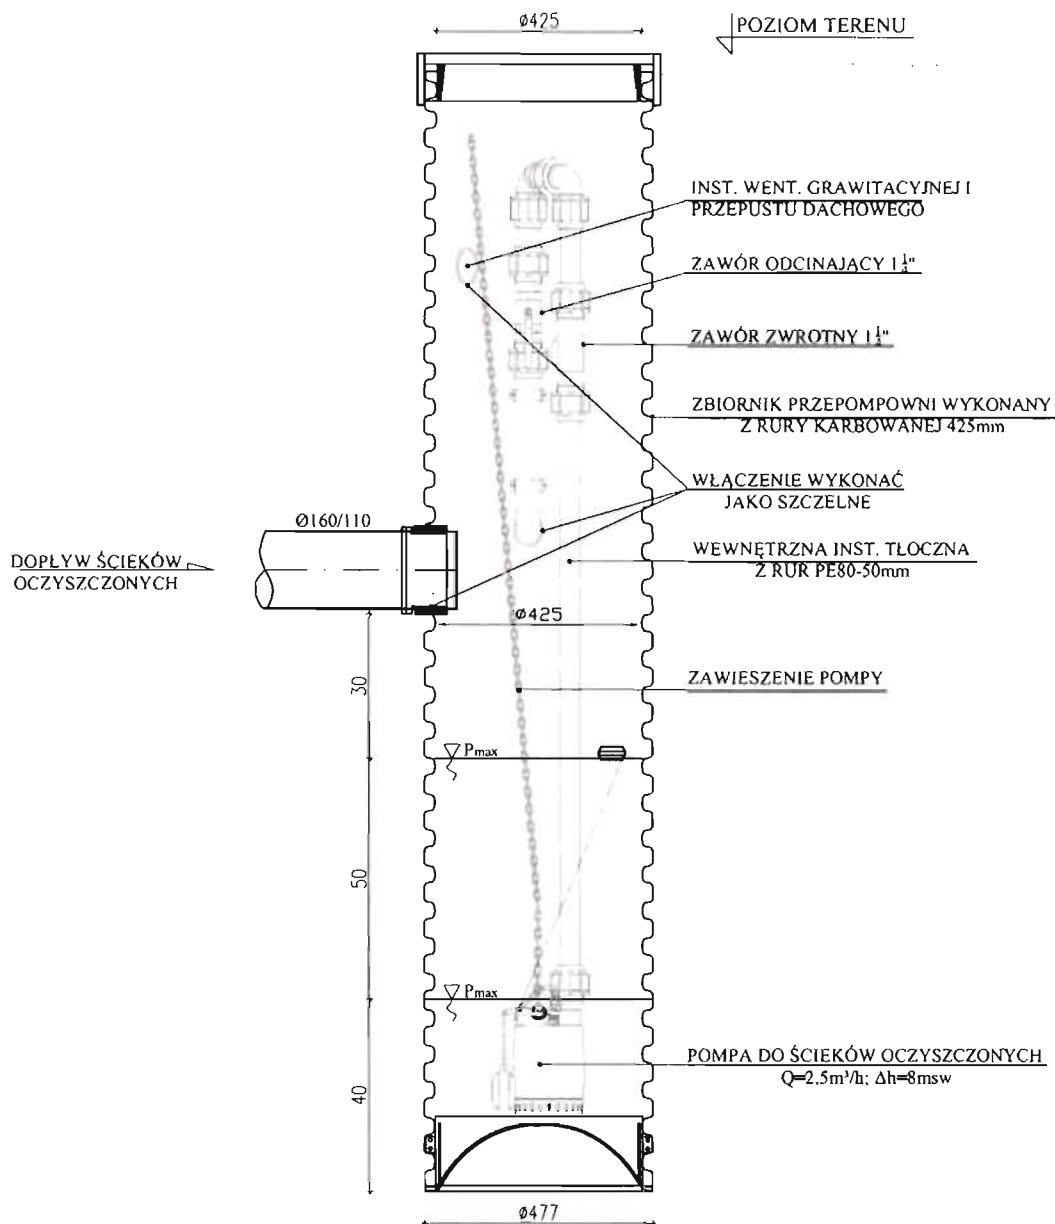 ø425
POZIOM TERENU
INST. WENT. GRAWITACYJNEJ I
PRZEPUSTU DACHOWEGO
ZAWÓR ODCINAJĄCY 1¼"
ZAWÓR ZWROTNY 1¼"
ZBIORNIK PRZEPOMPOWNI WYKONANY
Z RURY KARBOWANEJ 425mm
WŁĄCZENIE WYKONAĆ
JAKO SZCZELNE
Ø160/110
DOPŁYW ŚCIEKÓW
OCZYSZCZONYCH
WEWNĘTRZNA INST. TŁOCZNA
Z RUR PE80-50mm
ø425
30
ZAWIESZENIE POMPY
Pmax
50
Pmax
POMPA DO ŚCIEKÓW OCZYSZCZONYCH
Q=2,5m³/h; Δh=8msw
40
ø477